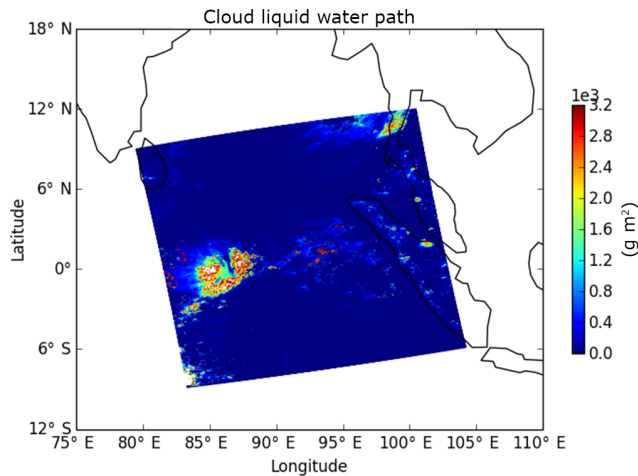 Cloud liquid water path
18° N
12° N
6° N
0°
6° S
12° S
Latitude
75° E 80° E 85° E 90° E 95° E 100° E 105° E 110° E
Longitude
1e3
3.2
2.8
2.4
2.0
1.6
1.2
0.8
0.4
0.0
(g m²)